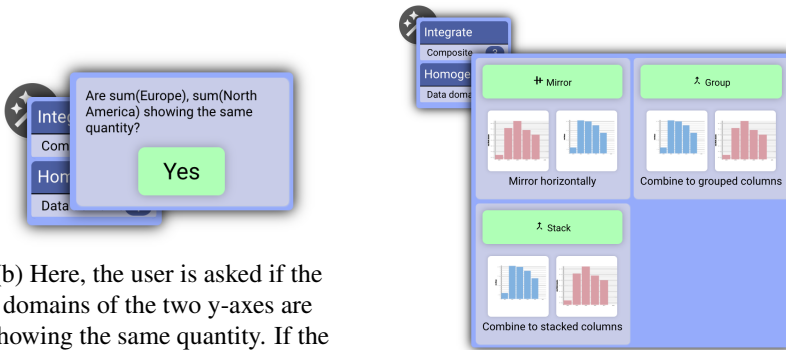 Integ
Com
Hom
Data
Are sum(Europe), sum(North
America) showing the same
quantity?
Yes
(b) Here, the user is asked if the
domains of the two y-axes are
howing the same quantity. If the
Integrate
Composite
Homoge
Data doma
Mirror
Group
Mirror horizontally
Combine to grouped columns
Stack
Combine to stacked columns